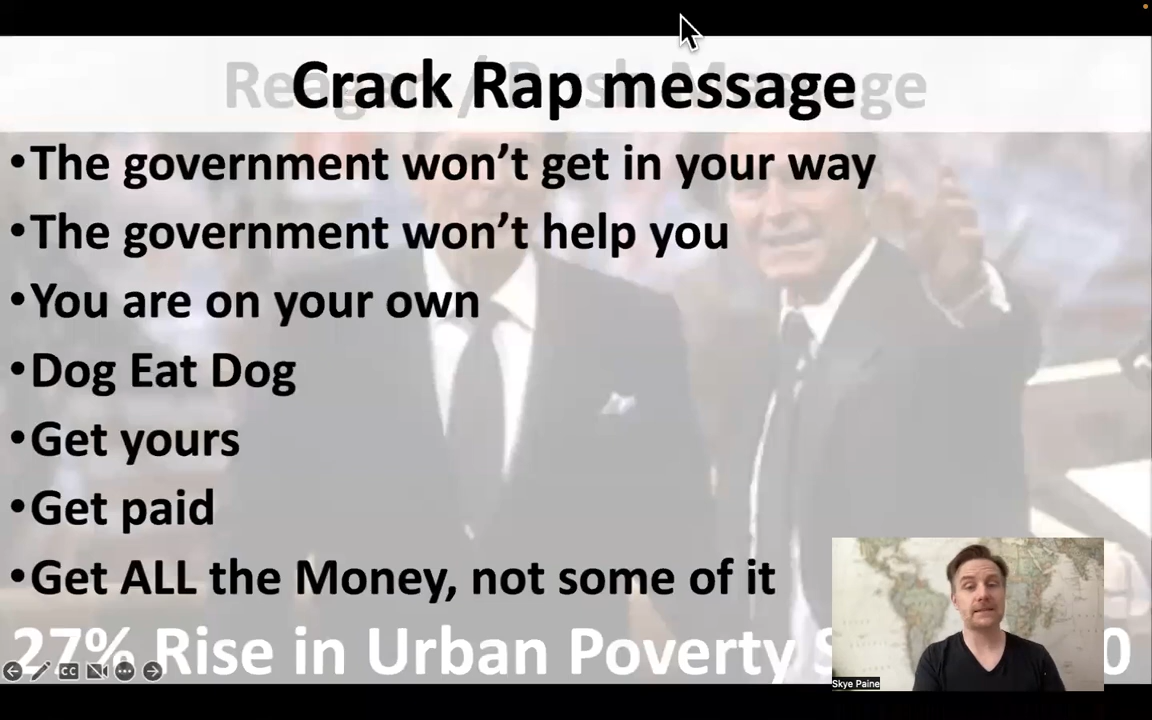 Crack Rap message
•The government won't get in your way
•The government won't help you
•You are on your own
•Dog Eat Dog
•Get yours
•Get paid
•Get ALL the Money, not some of it
27% Rise in Urban Poverty
Skye Paine